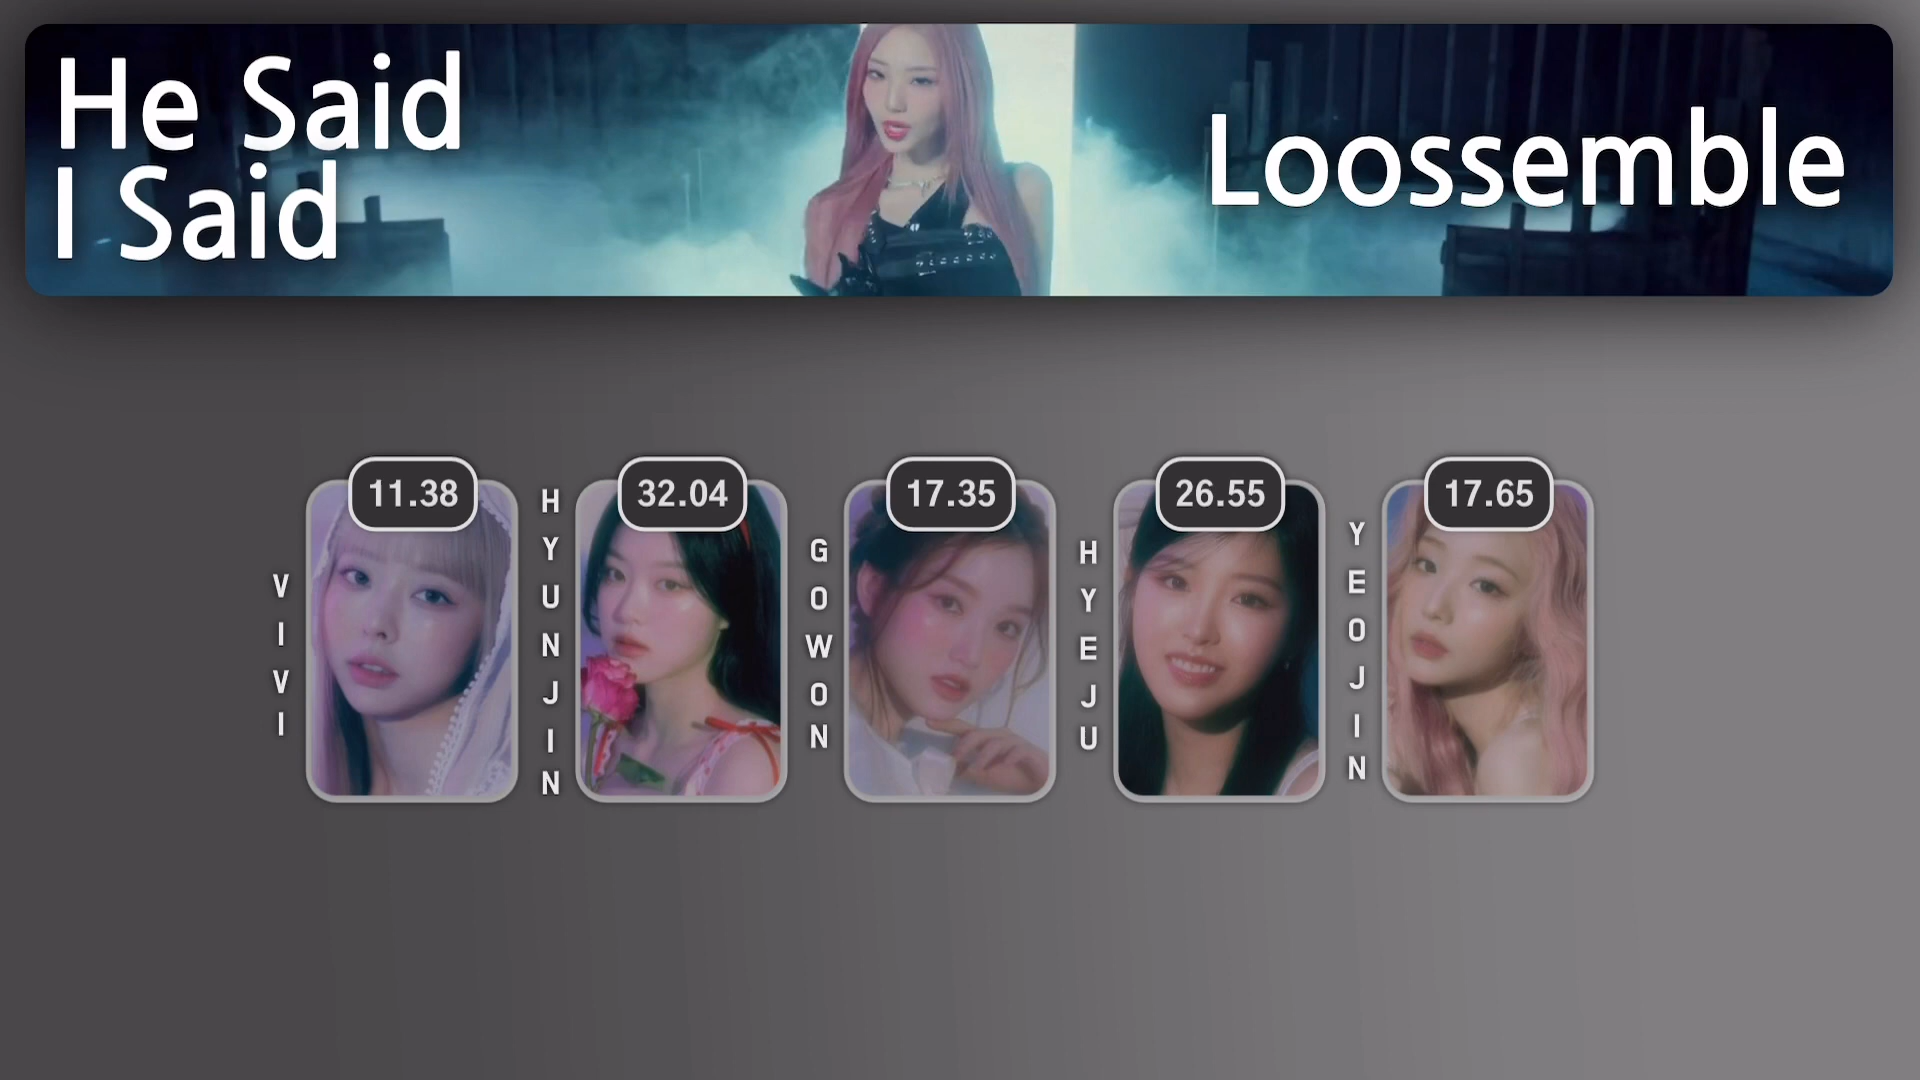 He Said
I Said
Loossemble
11.38
32.04
17.35
26.55
17.65
VIVI
HYUNJIN
GOWON
HYEJU
YEOJIN